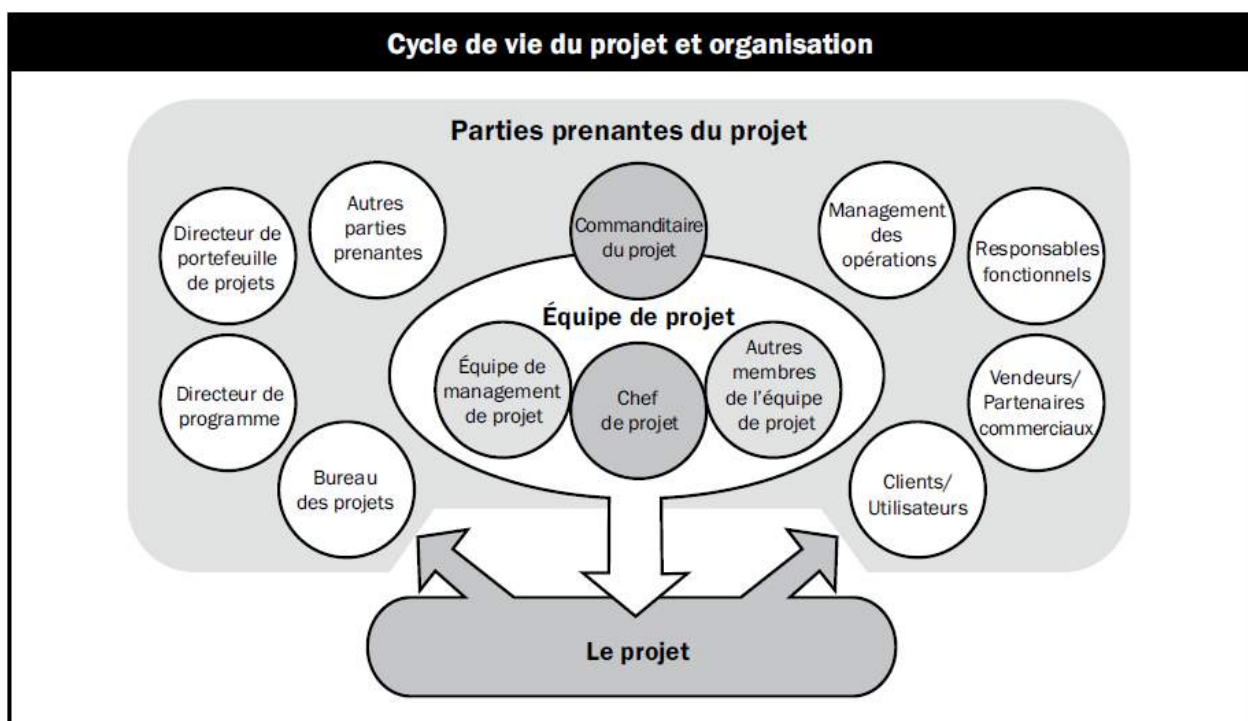 Cycle de vie du projet et organisation
Parties prenantes du projet
Directeur de
portefeuille
de projets
Autres
parties
prenantes
Commanditaire
du projet
Management
des
opérations
Responsables
fonctionnels
Équipe de projet
Équipe de
management
de projet
Chef
de projet
Autres
membres
de l'équipe
de projet
Directeur de
programme
Vendeurs/
Partenaires
commerciaux
Bureau
des projets
Clients/
Utilisateurs
Le projet